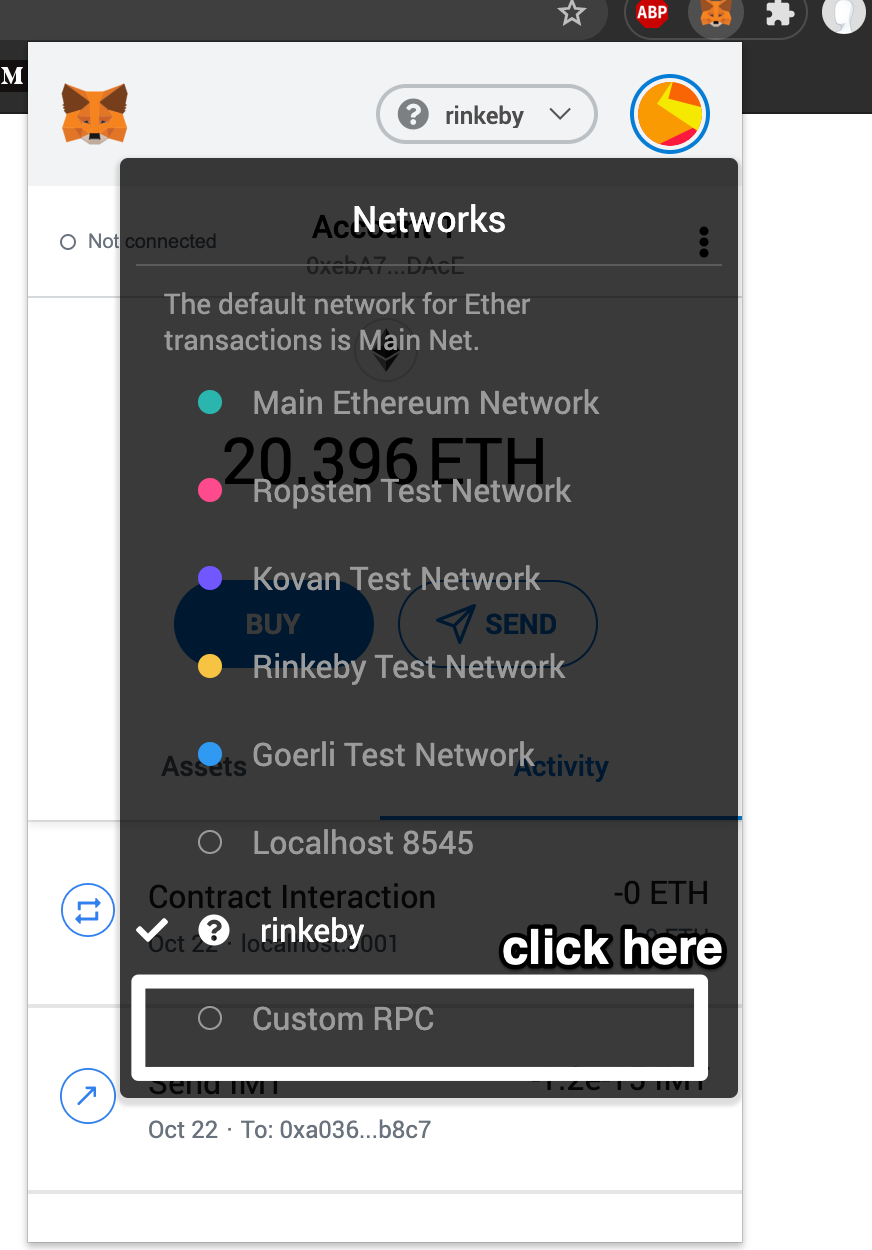 ABP
M
rinkeby
Networks
Account 1
Not connected
0xebA7...DAcE
The default network for Ether
transactions is Main Net.
Main Ethereum Network
20.396 ETH
Ropsten Test Network
Kovan Test Network
BUY
SEND
Rinkeby Test Network
Goerli Test Network
Assets
Activity
Localhost 8545
Contract Interaction
-0 ETH
rinkeby
Oct 22 · localhost:3001
click here
Custom RPC
Send IMT
-1.2e-15 IMT
Oct 22 · To: 0xa036...b8c7